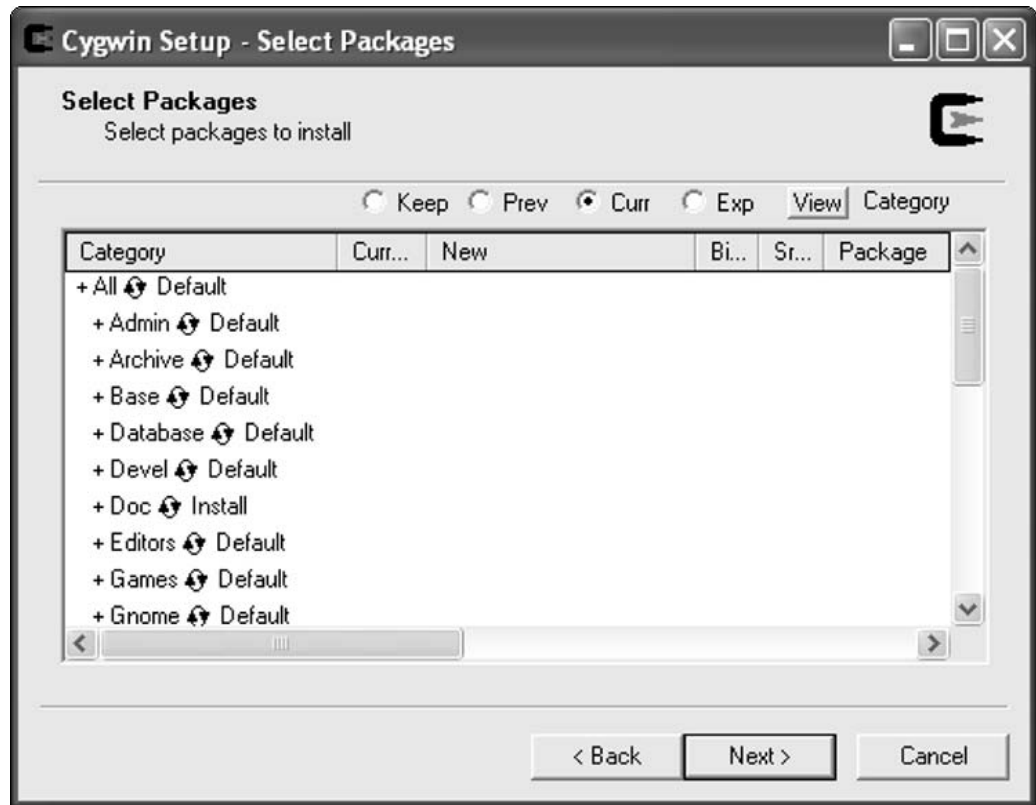 Cygwin Setup - Select Packages
Select Packages
Select packages to install
Keep Prev Curr Exp View Category
Category Curr... New Bi... Sr... Package
+ All Default
+ Admin Default
+ Archive Default
+ Base Default
+ Database Default
+ Devel Default
+ Doc Install
+ Editors Default
+ Games Default
+ Gnome Default
< Back Next > Cancel